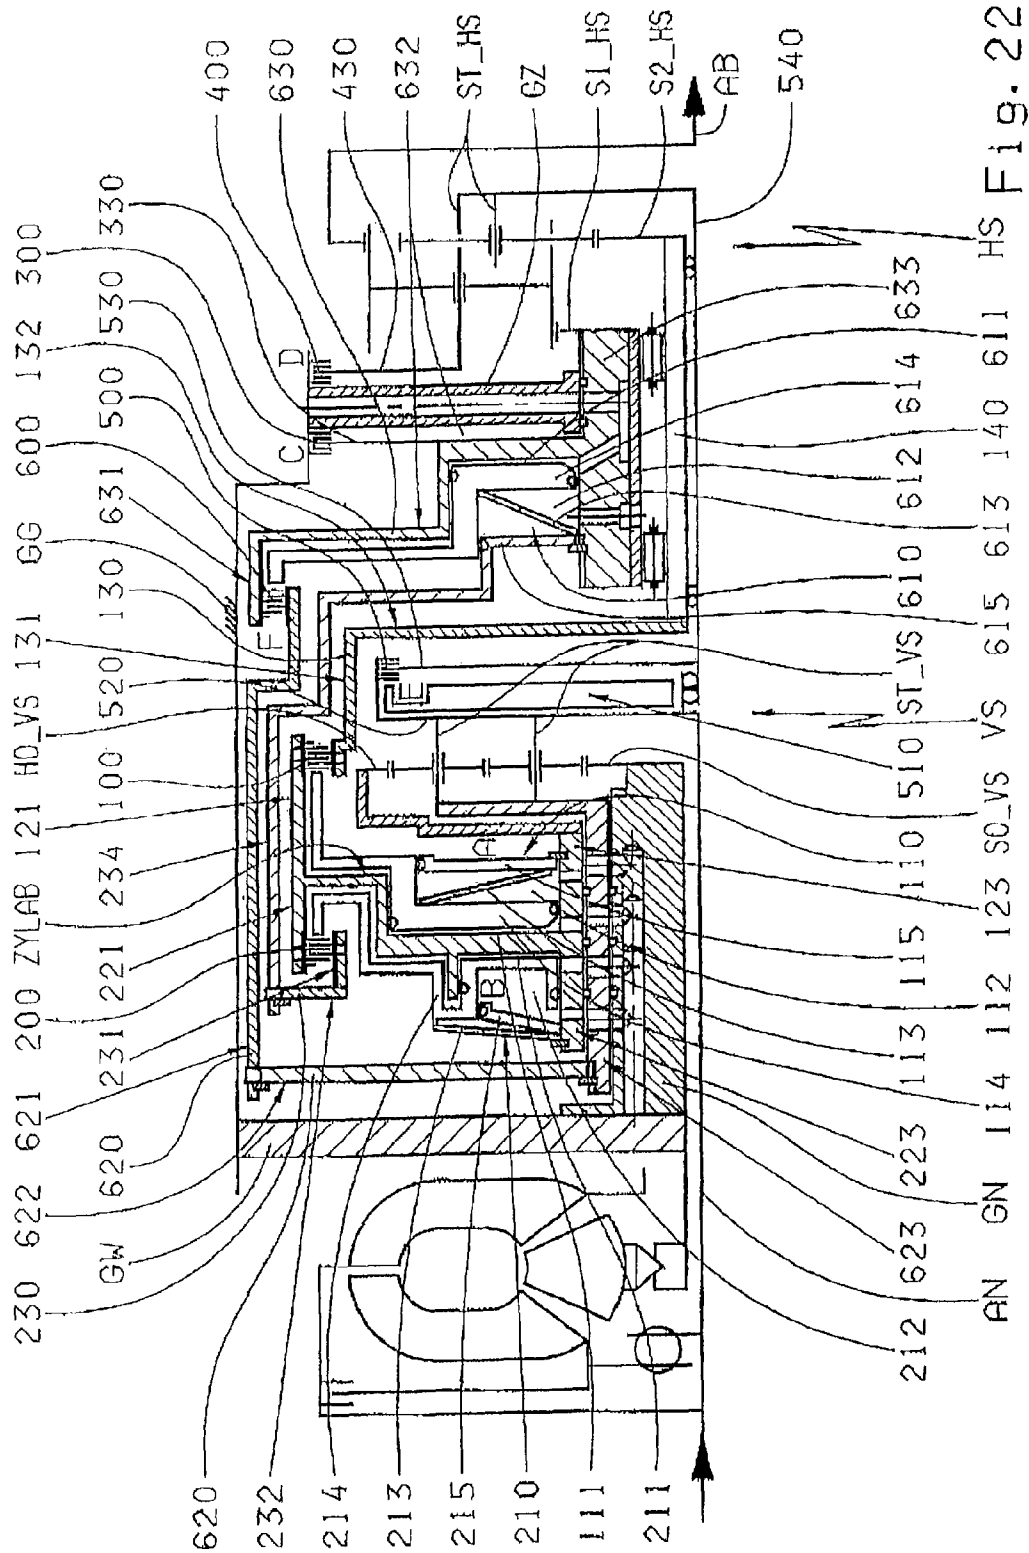 230 622 200 ZYLAB 121 HO_VS 131 GG 132 300
GW 620 621 231 221 234 100 520 130 631 600 500 530 330
400
630
430
632
ST_HS
GZ
S1_HS
S2_HS
AB
540
C D
F
E
A
B
620
232
214
213
215
210
111
211
212 623 223 113 115 110 510 ST_VS 610 612 614 633
AN GN 114 112 123 SO_VS VS 615 613 140 611 HS
Fig. 22